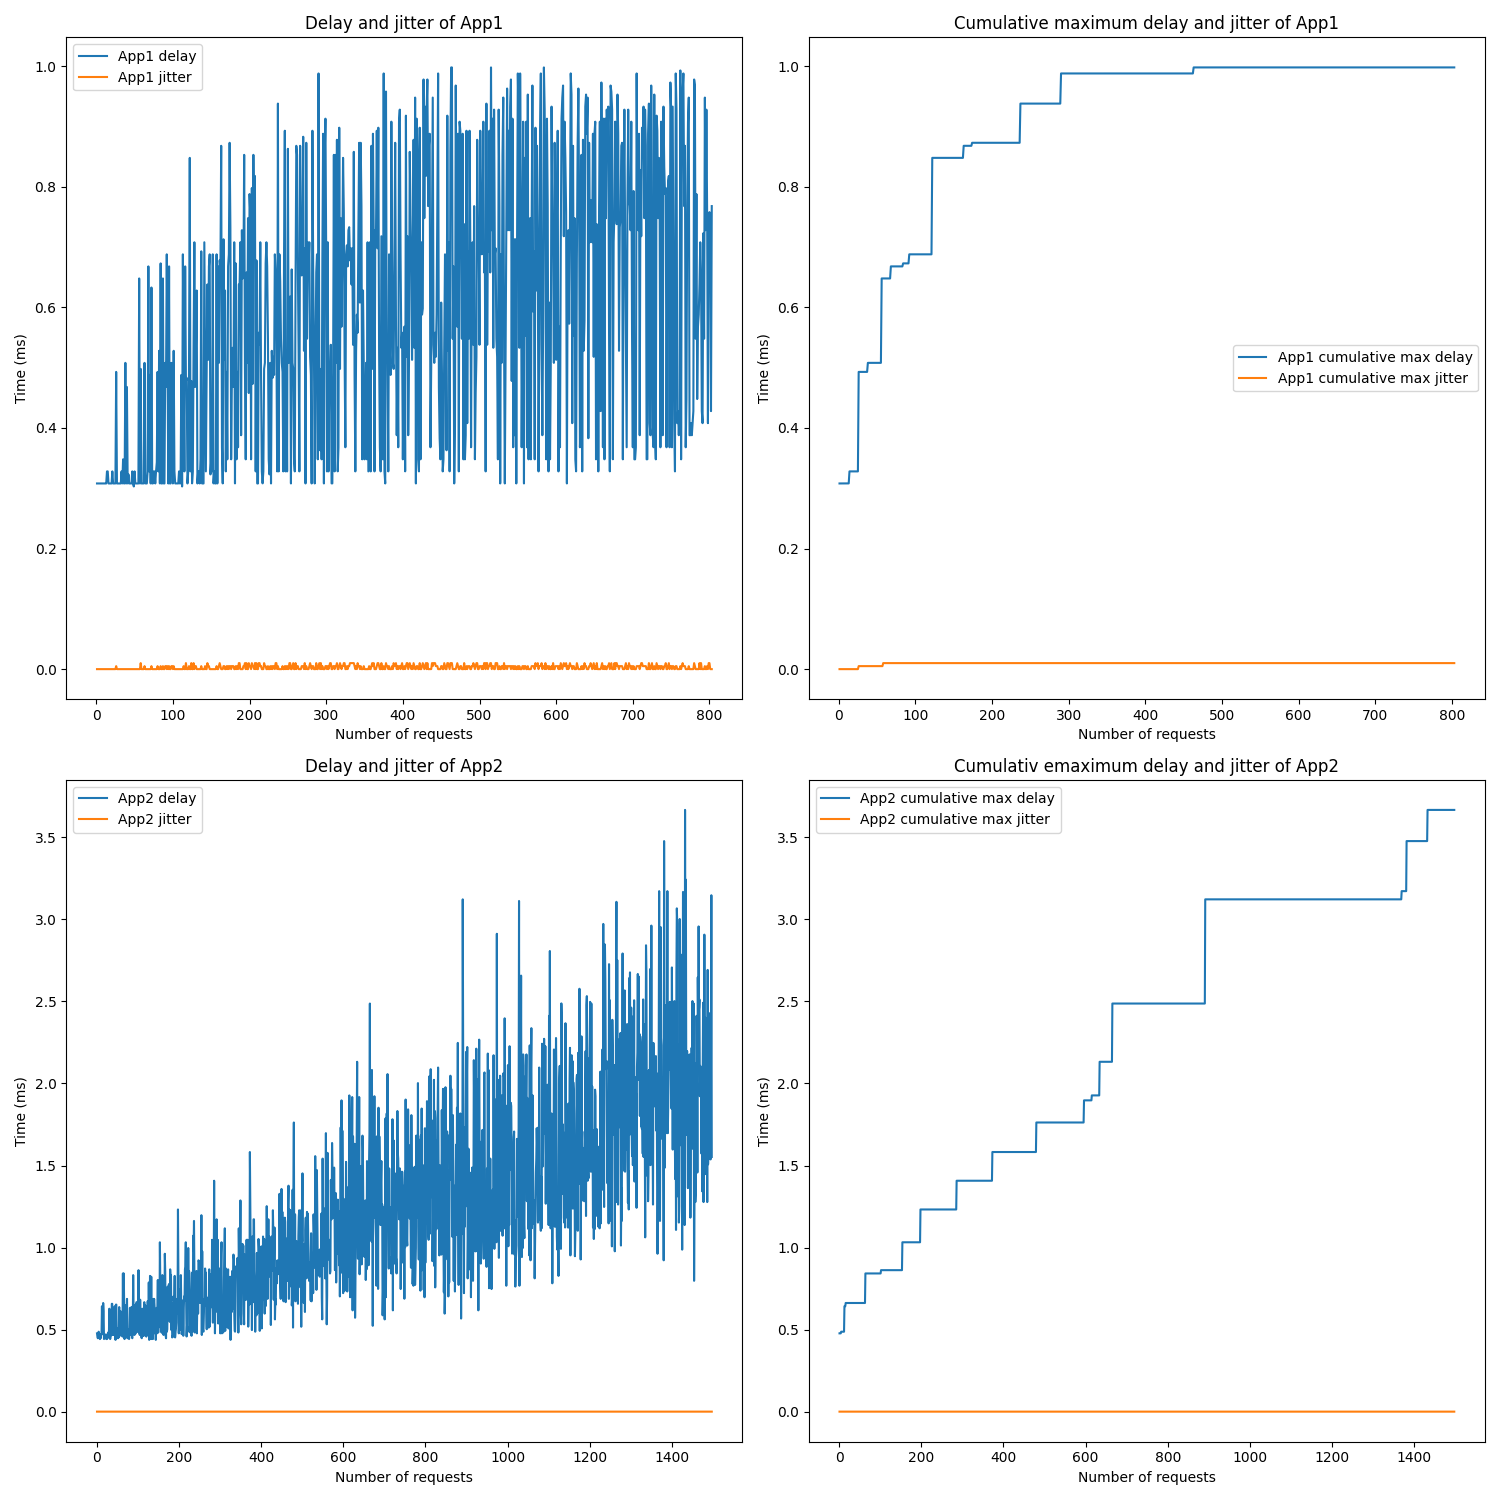 Delay and jitter of App1
App1 delay
App1 jitter
1.0
0.8
0.6
0.4
0.2
0.0
Time (ms)
0 100 200 300 400 500 600 700 800
Number of requests
Cumulative maximum delay and jitter of App1
1.0
0.8
0.6
0.4
0.2
0.0
Time (ms)
App1 cumulative max delay
App1 cumulative max jitter
0 100 200 300 400 500 600 700 800
Number of requests
Delay and jitter of App2
App2 delay
App2 jitter
3.5
3.0
2.5
2.0
1.5
1.0
0.5
0.0
Time (ms)
0 200 400 600 800 1000 1200 1400
Number of requests
Cumulativ emaximum delay and jitter of App2
App2 cumulative max delay
App2 cumulative max jitter
3.5
3.0
2.5
2.0
1.5
1.0
0.5
0.0
Time (ms)
0 200 400 600 800 1000 1200 1400
Number of requests